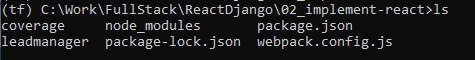 (tf) C:\Work\FullStack\ReactDjango\02_implement-react>ls
coverage node_modules package.json
leadmanager package-lock.json webpack.config.js